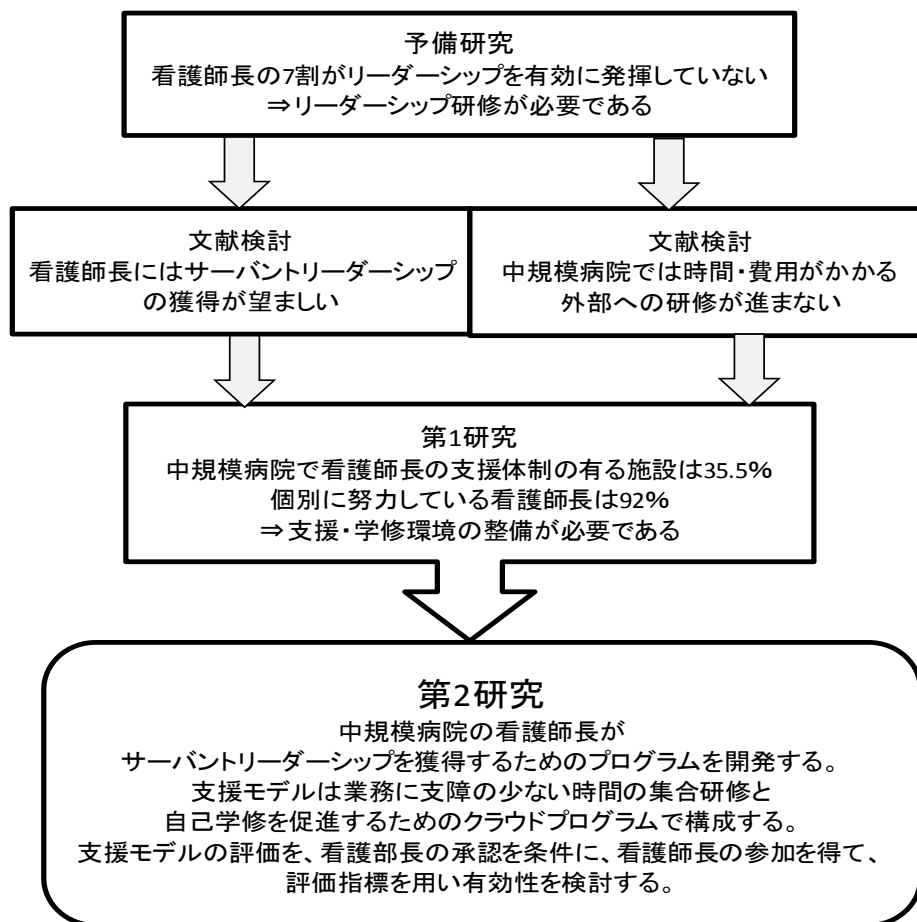 予備研究
看護師長の7割がリーダーシップを有効に発揮していない
⇒リーダーシップ研修が必要である
文献検討
看護師長にはサーバントリーダーシップ
の獲得が望ましい
文献検討
中規模病院では時間・費用がかかる
外部への研修が進まない
第1研究
中規模病院で看護師長の支援体制の有る施設は35.5%
個別に努力している看護師長は92%
⇒支援・学修環境の整備が必要である
第2研究
中規模病院の看護師長が
サーバントリーダーシップを獲得するためのプログラムを開発する。
支援モデルは業務に支障の少ない時間の集合研修と
自己学修を促進するためのクラウドプログラムで構成する。
支援モデルの評価を、看護部長の承認を条件に、看護師長の参加を得て、
評価指標を用い有効性を検討する。